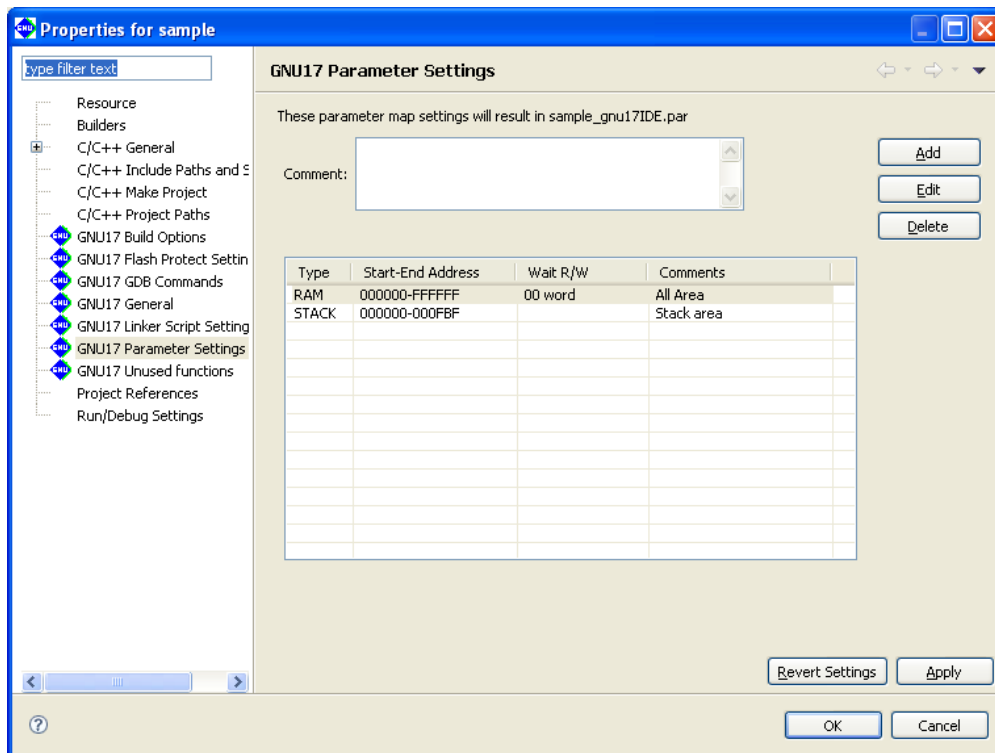 Properties for sample
type filter text
Resource
Builders
C/C++ General
C/C++ Include Paths and S
C/C++ Make Project
C/C++ Project Paths
GNU17 Build Options
GNU17 Flash Protect Settin
GNU17 GDB Commands
GNU17 General
GNU17 Linker Script Setting
GNU17 Parameter Settings
GNU17 Unused functions
Project References
Run/Debug Settings
GNU17 Parameter Settings
These parameter map settings will result in sample_gnu17IDE.par
Comment:
Add
Edit
Delete
Type Start-End Address Wait R/W Comments
RAM 000000-FFFFFF 00 word All Area
STACK 000000-000FBF Stack area
Revert Settings Apply
OK Cancel